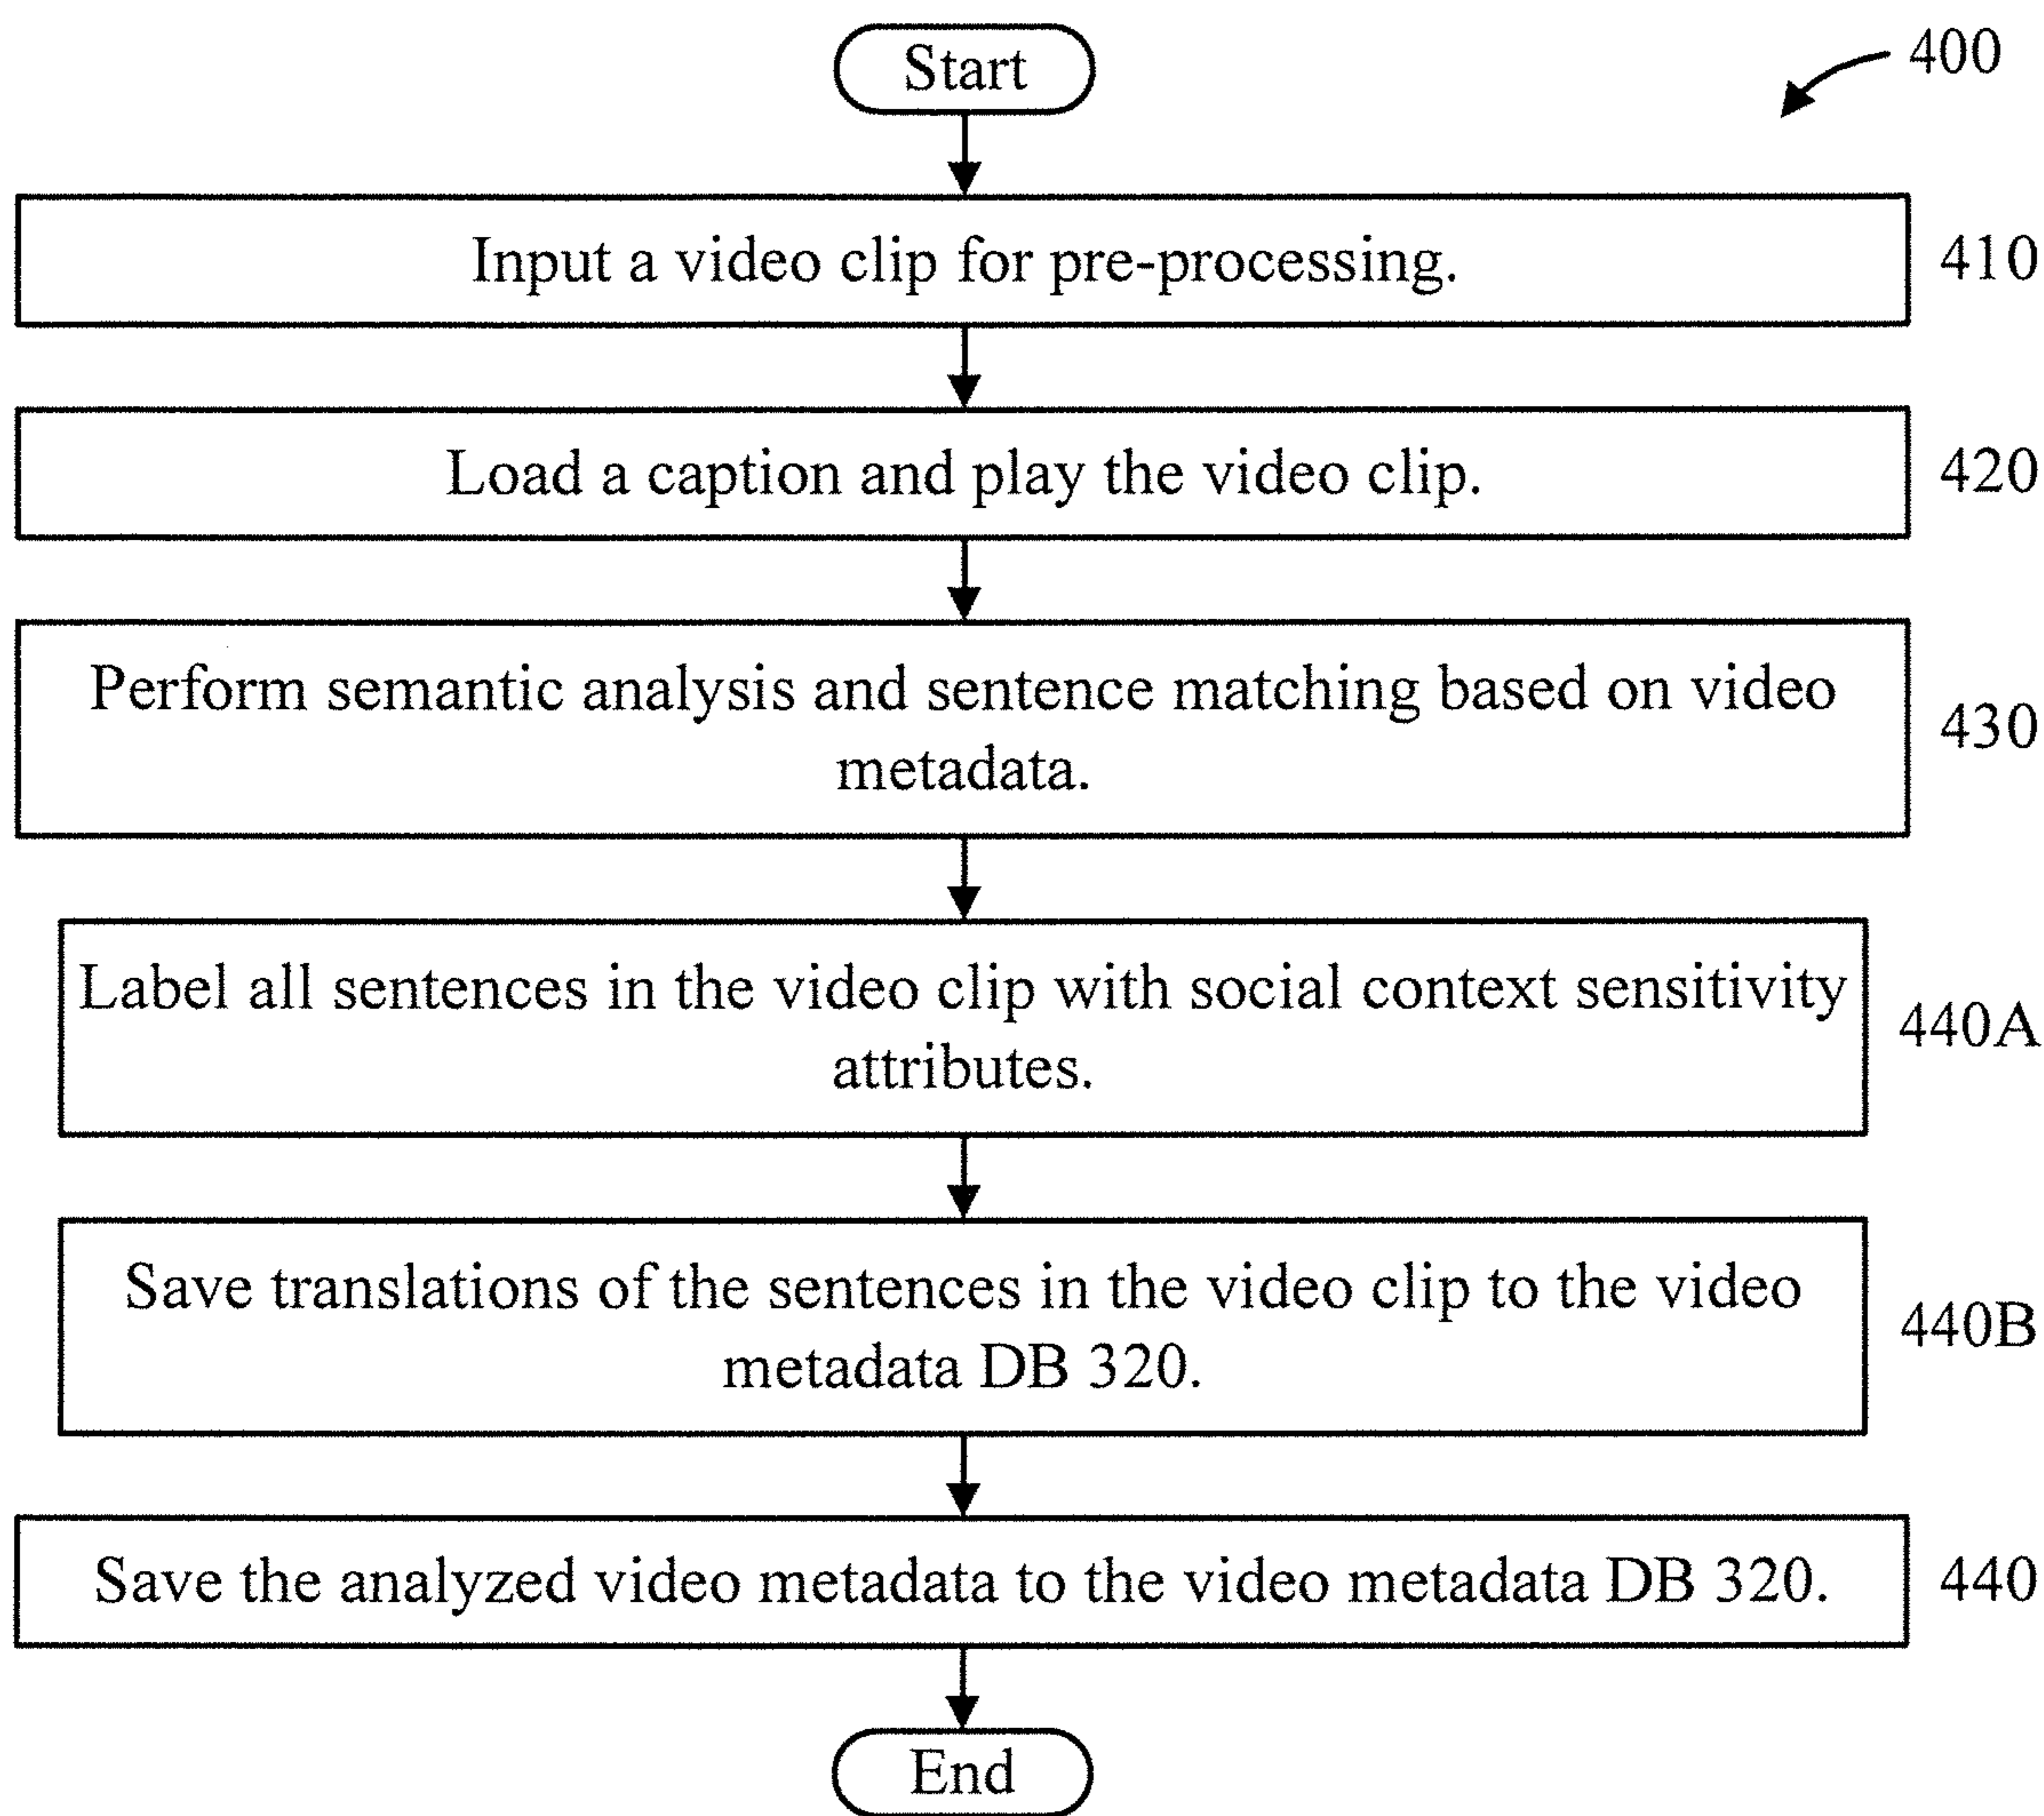 Start
400
Input a video clip for pre-processing.
410
Load a caption and play the video clip.
420
Perform semantic analysis and sentence matching based on video
metadata.
430
Label all sentences in the video clip with social context sensitivity
attributes.
440A
Save translations of the sentences in the video clip to the video
metadata DB 320.
440B
Save the analyzed video metadata to the video metadata DB 320.
440
End